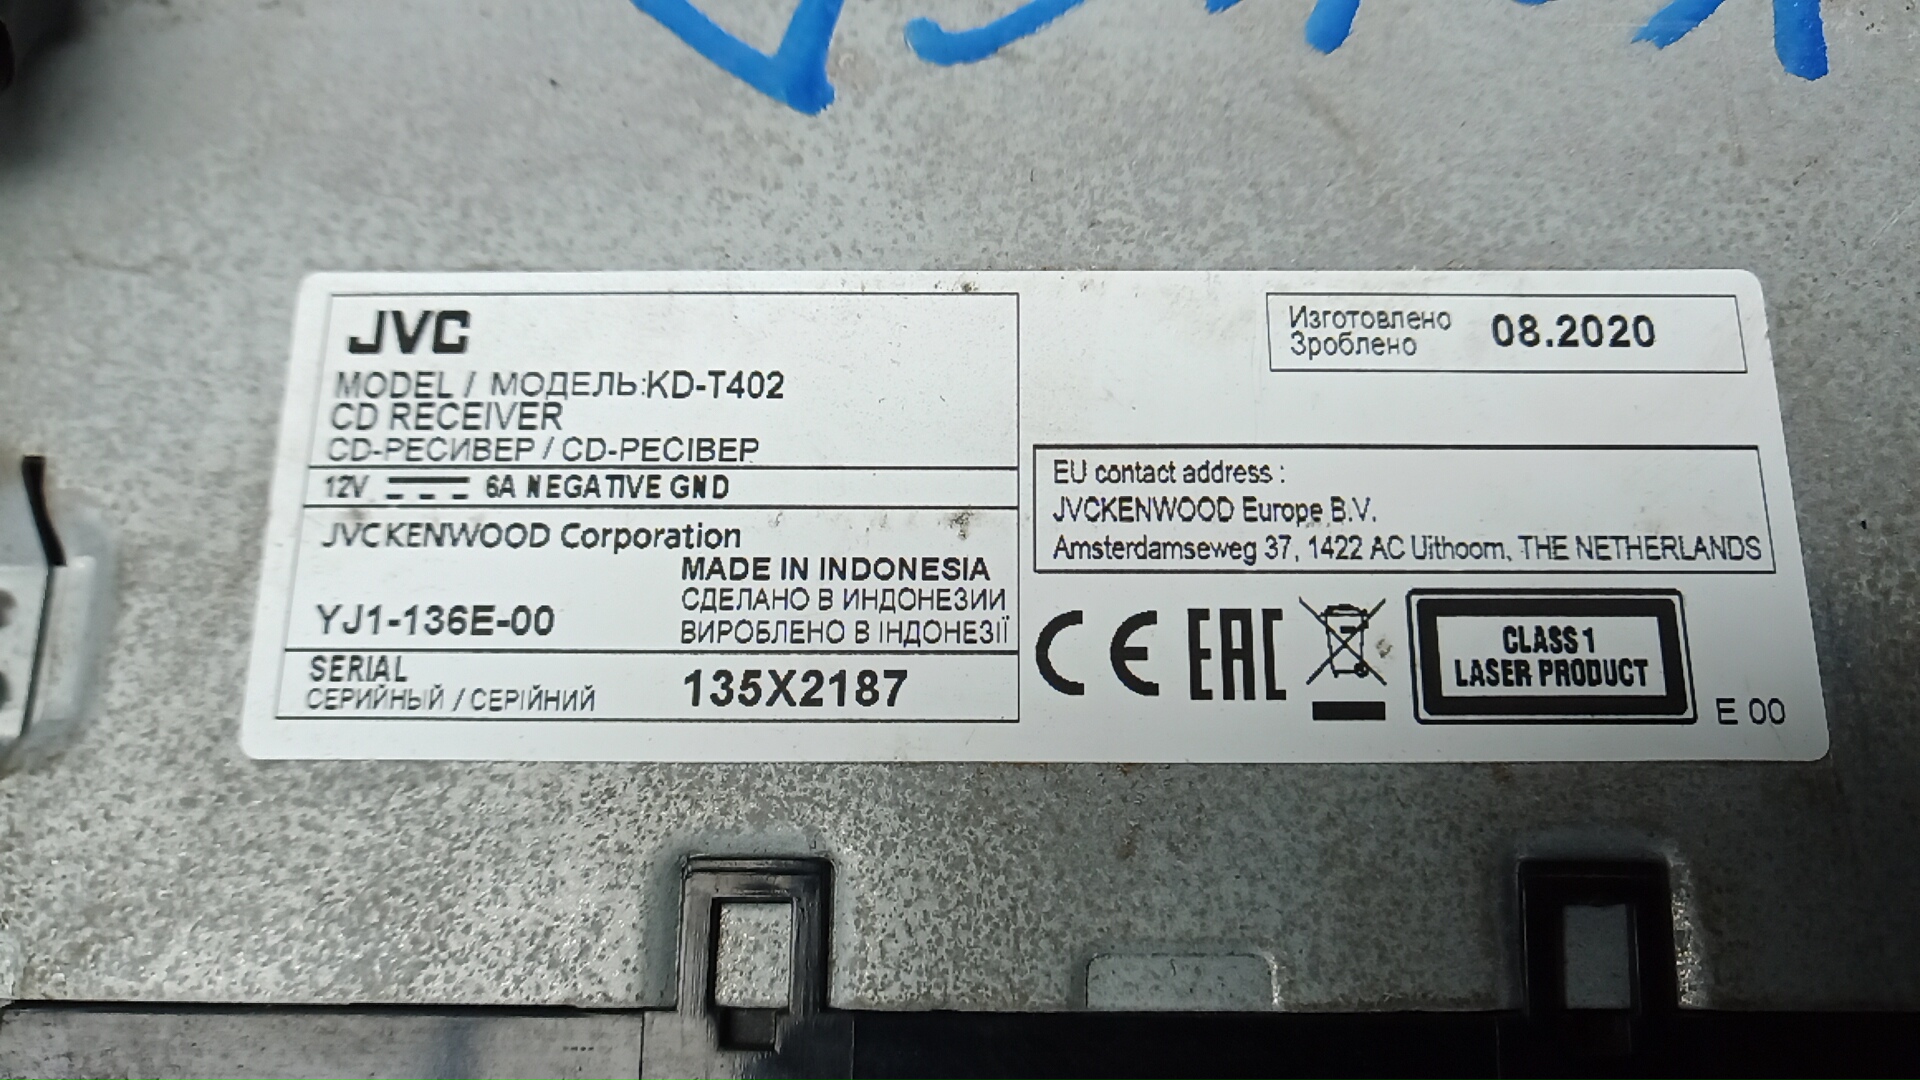 JVC
MODEL / МОДЕЛЬ:KD-T402
CD RECEIVER
CD-РЕСИВЕР / CD-РЕСІВЕР
12V 6A NEGATIVE GND
JVCKENWOOD Corporation
MADE IN INDONESIA
СДЕЛАНО В ИНДОНЕЗИИ
YJ1-136E-00
ВИРОБЛЕНО В ІНДОНЕЗІЇ
SERIAL
СЕРИЙНЫЙ / СЕРІЙНИЙ
135X2187
Изготовлено
Зроблено
08.2020
EU contact address :
JVCKENWOOD Europe B.V.
Amsterdamseweg 37, 1422 AC Uithoorn, THE NETHERLANDS
CE EAC
CLASS 1
LASER PRODUCT
E 00